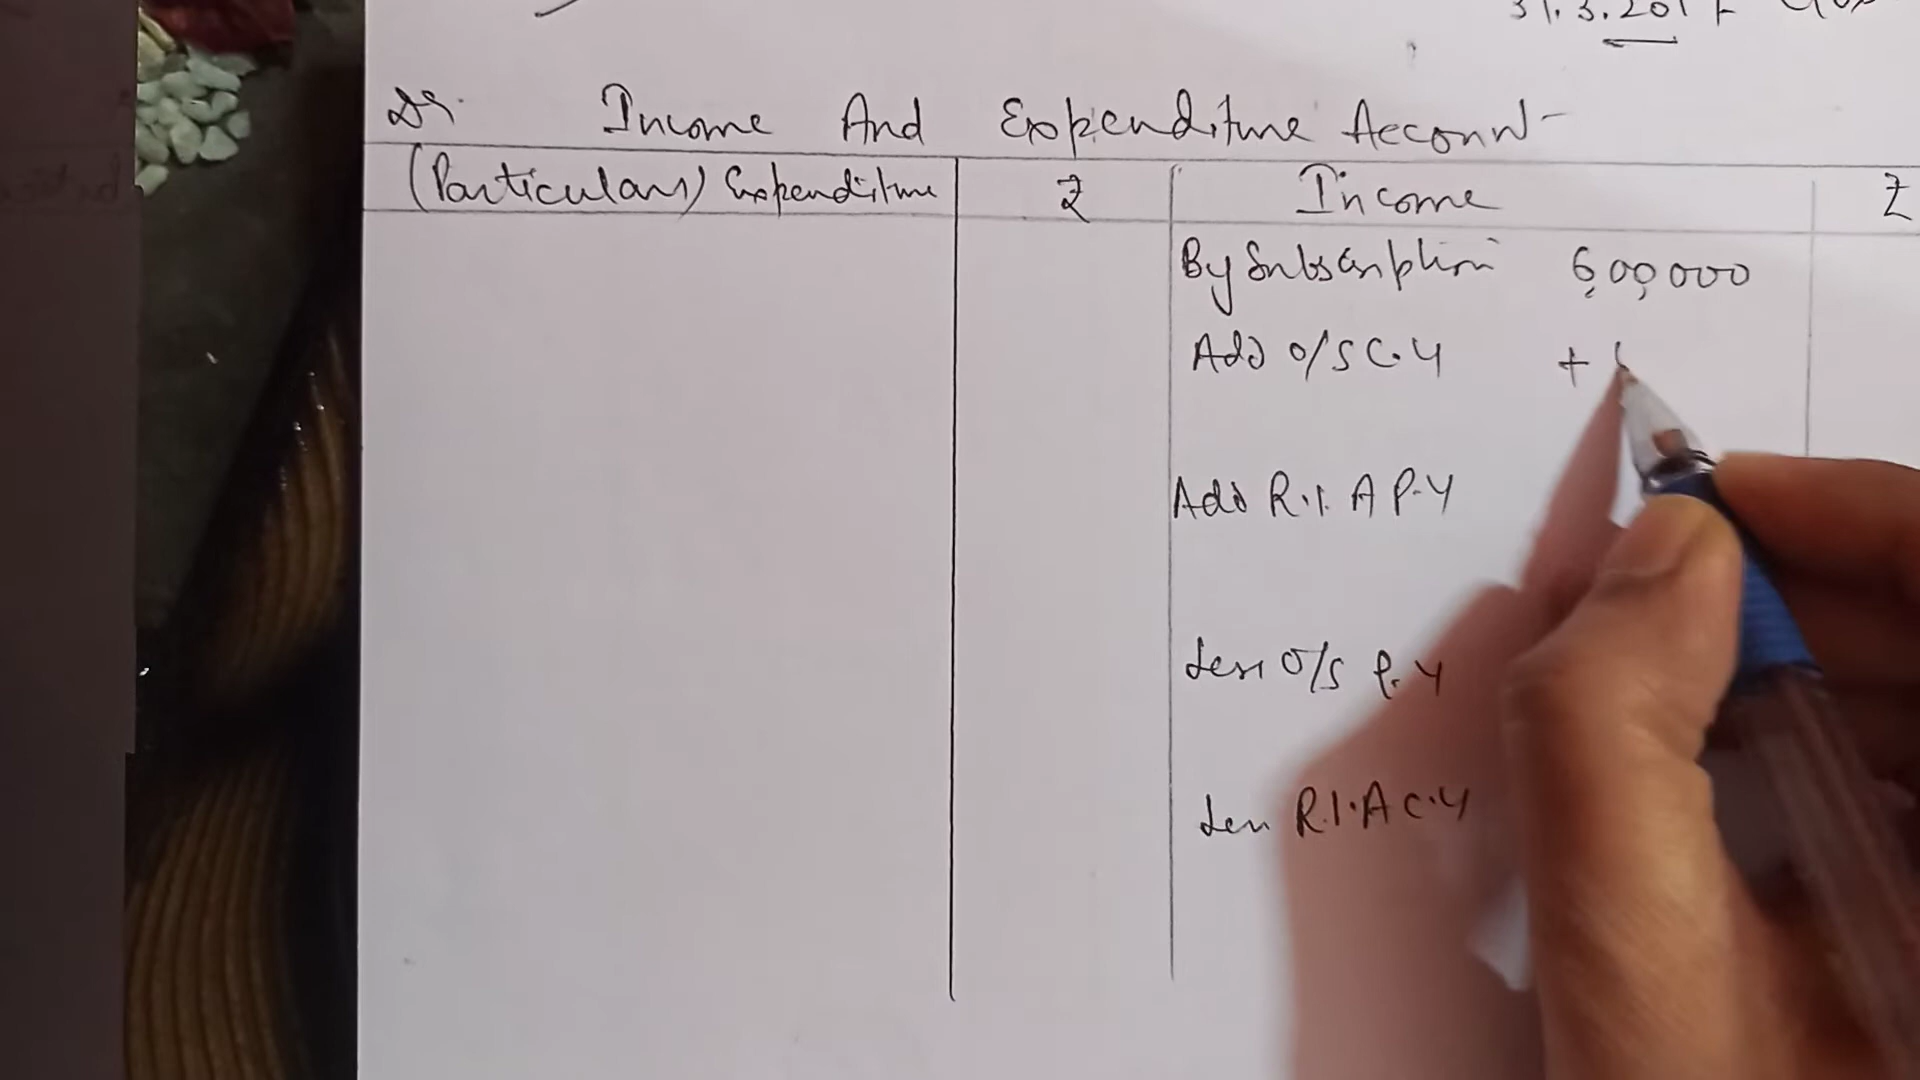 31.3.201
Dr. Income And Expenditure Account
(Particulars) Expenditure ₹ Income ₹
By Subscription 6,00,000
Add O/S C.Y +
Add R.I. A P.Y
Less O/S P.Y
Less R.I.A C.Y